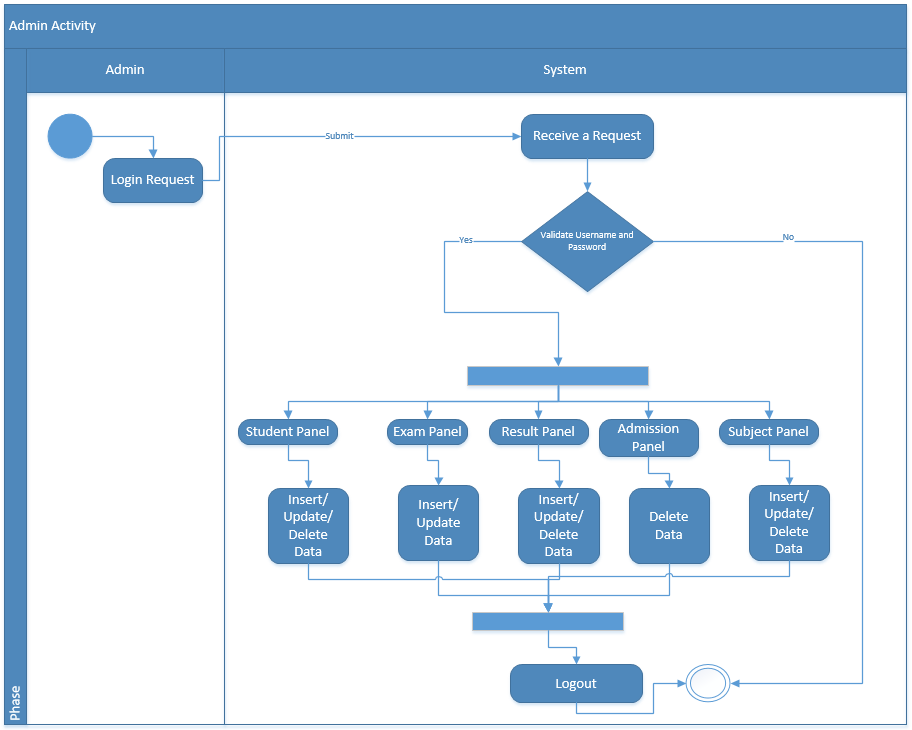 Admin Activity
Admin
System
Submit
Receive a Request
Login Request
Validate Username and
Password
Yes
No
Student Panel
Exam Panel
Result Panel
Admission
Panel
Subject Panel
Insert/
Update/
Delete
Data
Insert/
Update
Data
Insert/
Update/
Delete
Data
Delete
Data
Insert/
Update/
Delete
Data
Logout
Phase